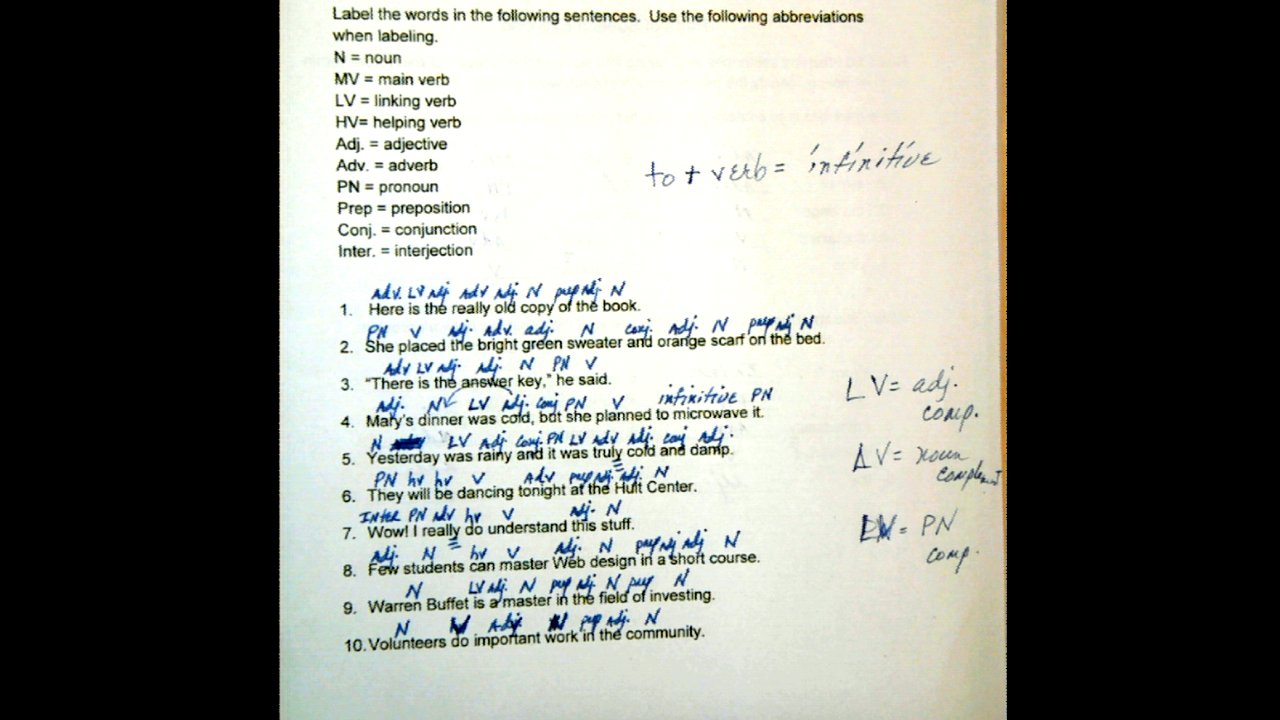 Label the words in the following sentences. Use the following abbreviations
when labeling.
N = noun
MV = main verb
LV = linking verb
HV= helping verb
Adj. = adjective
Adv. = adverb
to + verb = infinitive
PN = pronoun
Prep = preposition
Conj. = conjunction
Inter. = interjection
Adv. LV adj. Adv adj. N prep adj. N
1. Here is the really old copy of the book.
PN V adj. Adv. adj. N conj. Adj. N prep adj N
2. She placed the bright green sweater and orange scarf on the bed.
Adv LV adj. Adj. N PN V
3. "There is the answer key," he said.
Adj. N LV Adj. conj PN V infinitive PN
4. Mary's dinner was cold, but she planned to microwave it.
LV = adj. comp.
N LV Adj conj. PN LV Adv Adj. conj Adj.
5. Yesterday was rainy and it was truly cold and damp.
LV = noun complement
PN hv hv V Adv prep adj. adj. N
6. They will be dancing tonight at the Hult Center.
Inter PN Adv hv V adj. N
7. Wow! I really do understand this stuff.
= PN comp.
Adj. N hv V Adj. N prep adj adj N
8. Few students can master Web design in a short course.
N LV adj. N prep adj. N prep N
9. Warren Buffet is a master in the field of investing.
N V Adj. N prep adj. N
10. Volunteers do important work in the community.